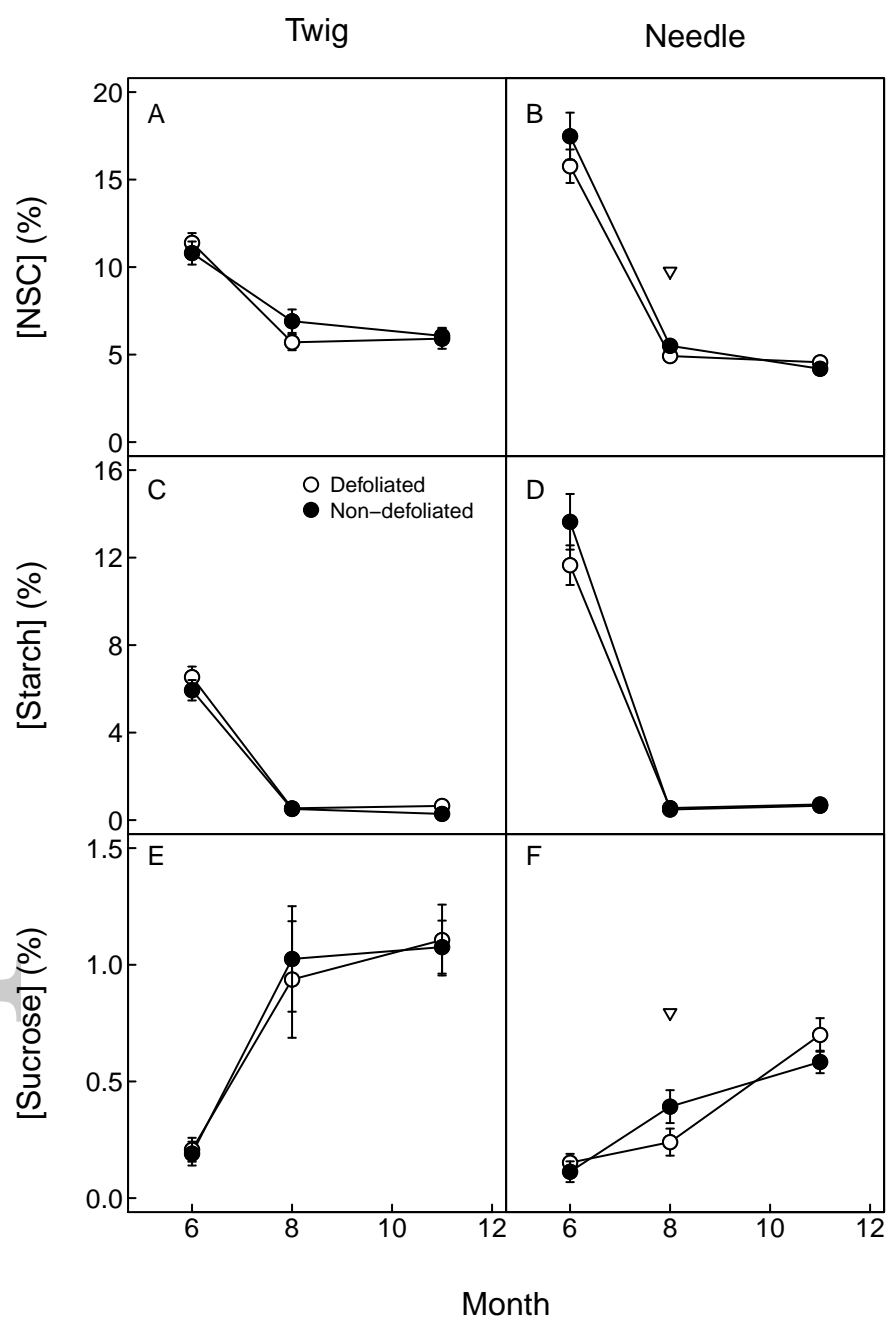 Twig
Needle
[NSC] (%)
20
15
10
5
0
A
B
[Starch] (%)
16
12
8
4
0
C
Defoliated
Non−defoliated
D
[Sucrose] (%)
1.5
1.0
0.5
0.0
E
F
6 8 10 12 6 8 10 12
Month